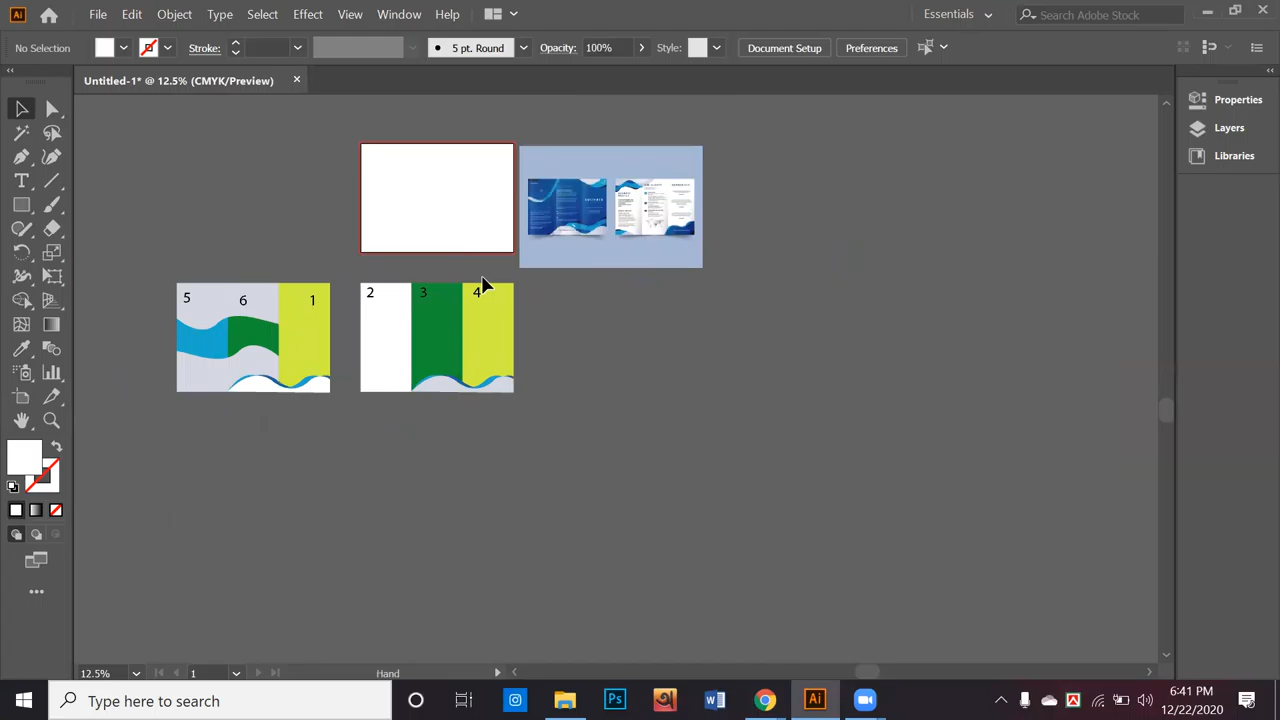 Ai File Edit Object Type Select Effect View Window Help Essentials Search Adobe Stock
No Selection Stroke: 5 pt. Round Opacity: 100% Style: Document Setup Preferences
Untitled-1* @ 12.5% (CMYK/Preview) ×
Properties
Layers
Libraries
5 6 1 2 3 4
12.5% 1 Hand
Type here to search Ps Ai
6:41 PM
12/22/2020